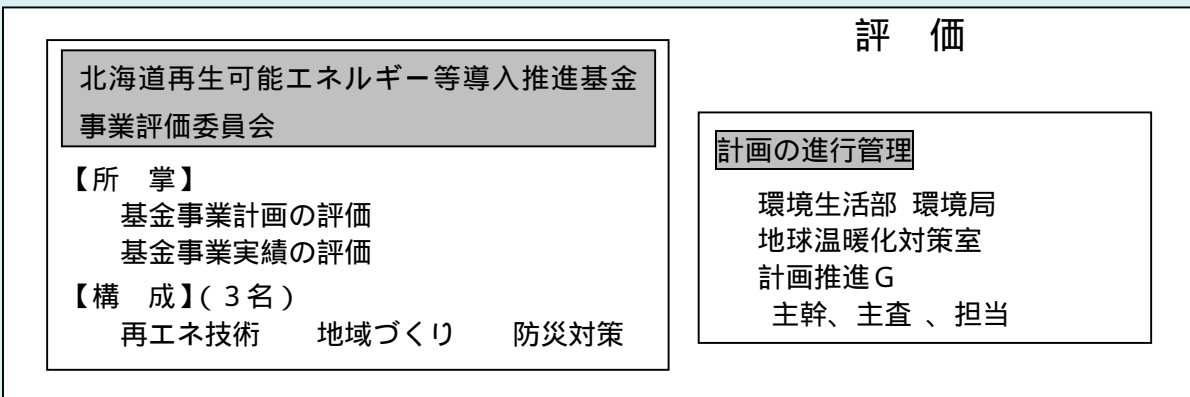 評　価
北海道再生可能エネルギー等導入推進基金
事業評価委員会
【所　掌】
基金事業計画の評価
基金事業実績の評価
【構　成】(３名)
再エネ技術　　地域づくり　　防災対策
計画の進行管理
環境生活部 環境局
地球温暖化対策室
計画推進Ｇ
主幹、主査 、担当